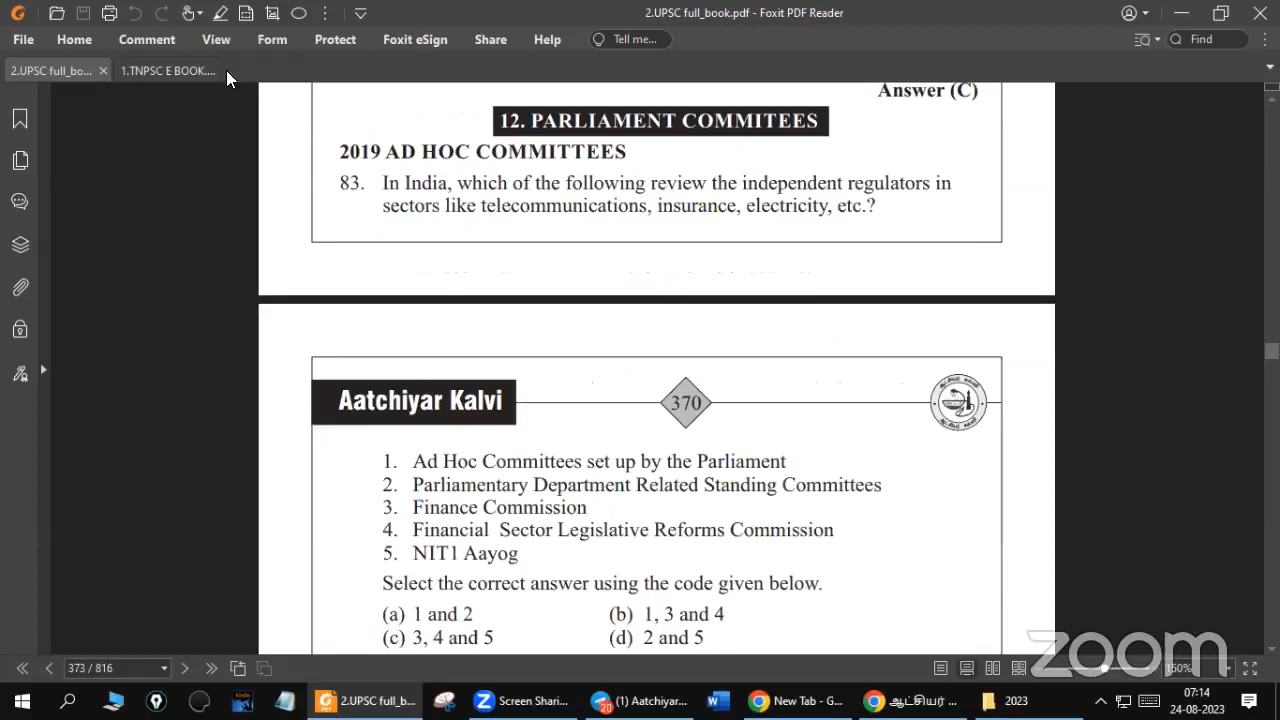 2.UPSC full_book.pdf - Foxit PDF Reader
File Home Comment View Form Protect Foxit eSign Share Help Tell me... Find
2.UPSC full_bo... 1.TNPSC E BOOK....
Answer (C)
12. PARLIAMENT COMMITEES
2019 AD HOC COMMITTEES
83. In India, which of the following review the independent regulators in
sectors like telecommunications, insurance, electricity, etc.?
Aatchiyar Kalvi 370
1. Ad Hoc Committees set up by the Parliament
2. Parliamentary Department Related Standing Committees
3. Finance Commission
4. Financial Sector Legislative Reforms Commission
5. NIT1 Aayog
Select the correct answer using the code given below.
(a) 1 and 2 (b) 1, 3 and 4
(c) 3, 4 and 5 (d) 2 and 5
zoom
373 / 816 150%
2.UPSC full_b... Screen Shari... 20 (1) Aatchiyar... New Tab - G... ஆட்சியர் ... 2023 07:14
24-08-2023